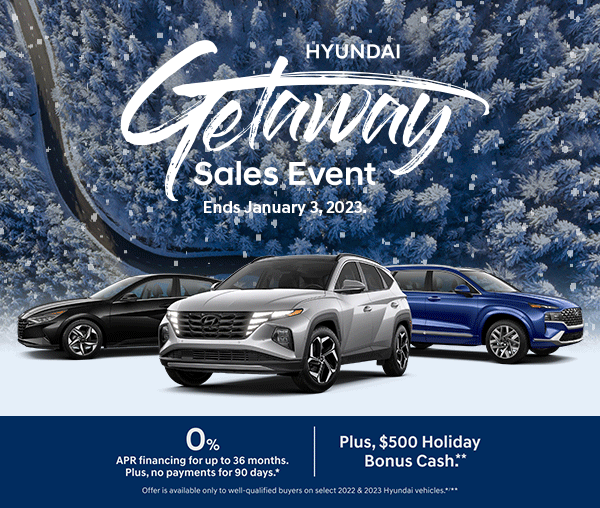 HYUNDAI
Getaway
Sales Event
Ends January 3, 2023.
0%
APR financing for up to 36 months.
Plus, no payments for 90 days.*
Plus, $500 Holiday
Bonus Cash.**
Offer is available only to well-qualified buyers on select 2022 & 2023 Hyundai vehicles.*/**